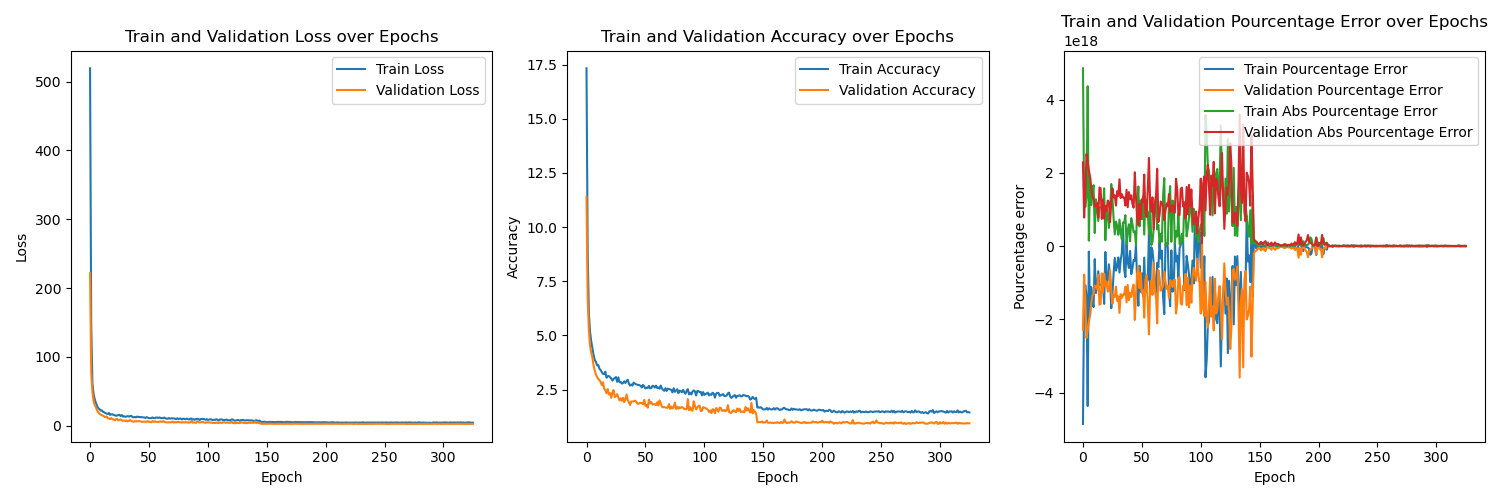 Train and Validation Loss over Epochs
Train Loss
Validation Loss
Loss
500
400
300
200
100
0
0 50 100 150 200 250 300
Epoch
Train and Validation Accuracy over Epochs
Train Accuracy
Validation Accuracy
Accuracy
17.5
15.0
12.5
10.0
7.5
5.0
2.5
0 50 100 150 200 250 300
Epoch
Train and Validation Pourcentage Error over Epochs
1e18
Train Pourcentage Error
Validation Pourcentage Error
Train Abs Pourcentage Error
Validation Abs Pourcentage Error
Pourcentage error
4
2
0
−2
−4
0 50 100 150 200 250 300
Epoch